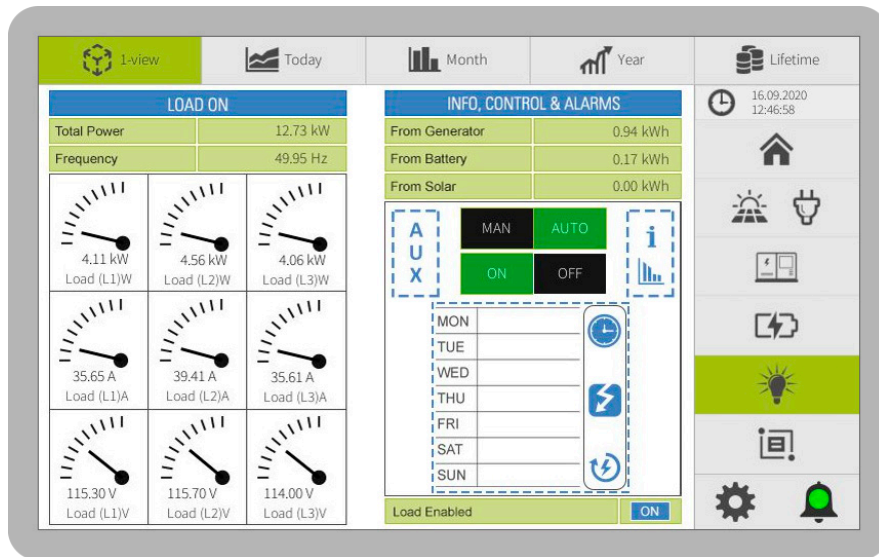 1-view
Today
Month
Year
Lifetime
LOAD ON
Total Power 12.73 kW
Frequency 49.95 Hz
4.11 kW
Load (L1)W
4.56 kW
Load (L2)W
4.06 kW
Load (L3)W
35.65 A
Load (L1)A
39.41 A
Load (L2)A
35.61 A
Load (L3)A
115.30 V
Load (L1)V
115.70 V
Load (L2)V
114.00 V
Load (L3)V
INFO, CONTROL & ALARMS
From Generator 0.94 kWh
From Battery 0.17 kWh
From Solar 0.00 kWh
AUX
MAN AUTO
ON OFF
i
MON
TUE
WED
THU
FRI
SAT
SUN
Load Enabled ON
16.09.2020
12:46:58